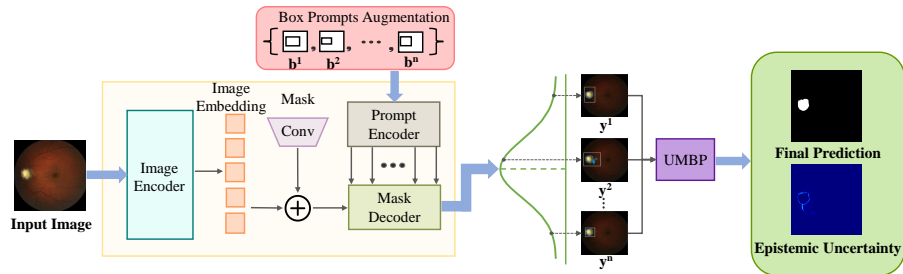 Box Prompts Augmentation
{ , , ... , }
b¹ b² bⁿ
Image
Embedding
Mask
Conv
Prompt
Encoder
Image
Encoder
Mask
Decoder
Input Image
y¹
y²
yⁿ
UMBP
Final Prediction
Epistemic Uncertainty